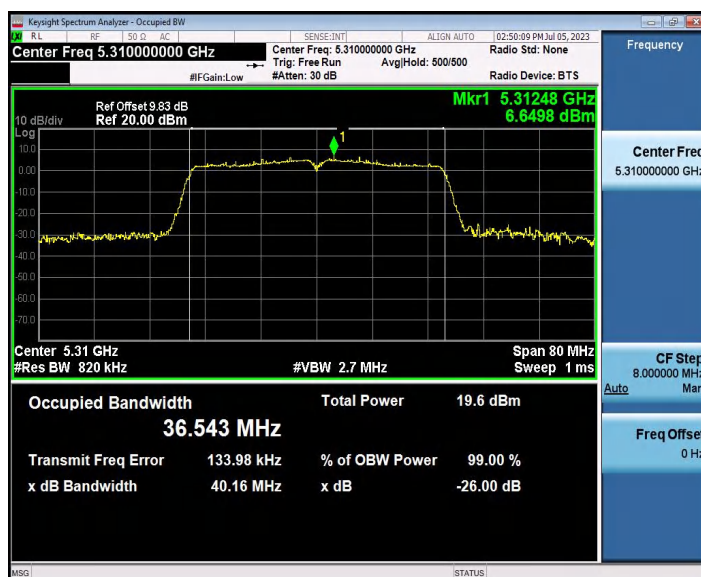 Keysight Spectrum Analyzer - Occupied BW
LXI RL RF 50 Ω AC SENSE:INT ALIGN AUTO 02:50:09 PM Jul 05, 2023
Center Freq 5.310000000 GHz
Center Freq: 5.310000000 GHz
Radio Std: None
Trig: Free Run Avg|Hold: 500/500
#IFGain:Low
#Atten: 30 dB
Radio Device: BTS
Frequency
Ref Offset 9.83 dB
10 dB/div Ref 20.00 dBm
Mkr1 5.31248 GHz
6.6498 dBm
Log
1
10.0
0.00
-10.0
-20.0
-30.0
-40.0
-50.0
-60.0
-70.0
Center 5.31 GHz
Span 80 MHz
#Res BW 820 kHz
#VBW 2.7 MHz
Sweep 1 ms
Occupied Bandwidth
36.543 MHz
Total Power 19.6 dBm
Transmit Freq Error 133.98 kHz
% of OBW Power 99.00 %
x dB Bandwidth 40.16 MHz
x dB -26.00 dB
Center Freq
5.310000000 GHz
CF Step
8.000000 MHz
Auto Man
Freq Offset
0 Hz
MSG
STATUS